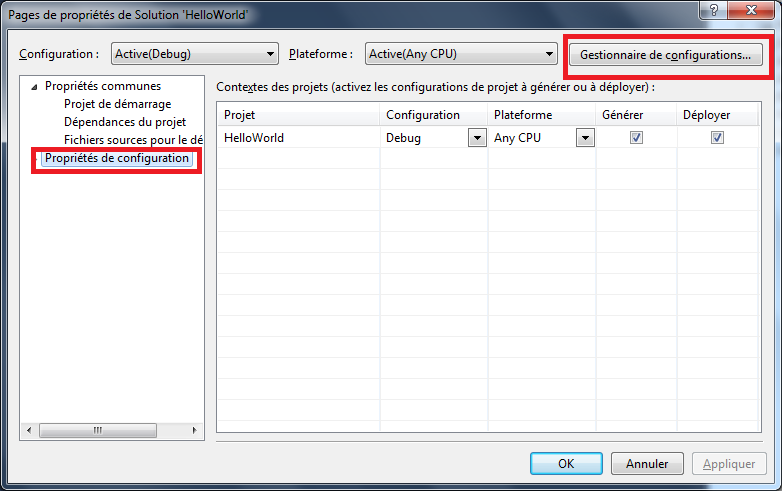 Pages de propriétés de Solution 'HelloWorld'
Configuration : Active(Debug) Plateforme : Active(Any CPU) Gestionnaire de configurations...
Propriétés communes
Projet de démarrage
Dépendances du projet
Fichiers sources pour le dé
Propriétés de configuration
Contextes des projets (activez les configurations de projet à générer ou à déployer) :
Projet Configuration Plateforme Générer Déployer
HelloWorld Debug Any CPU
OK Annuler Appliquer